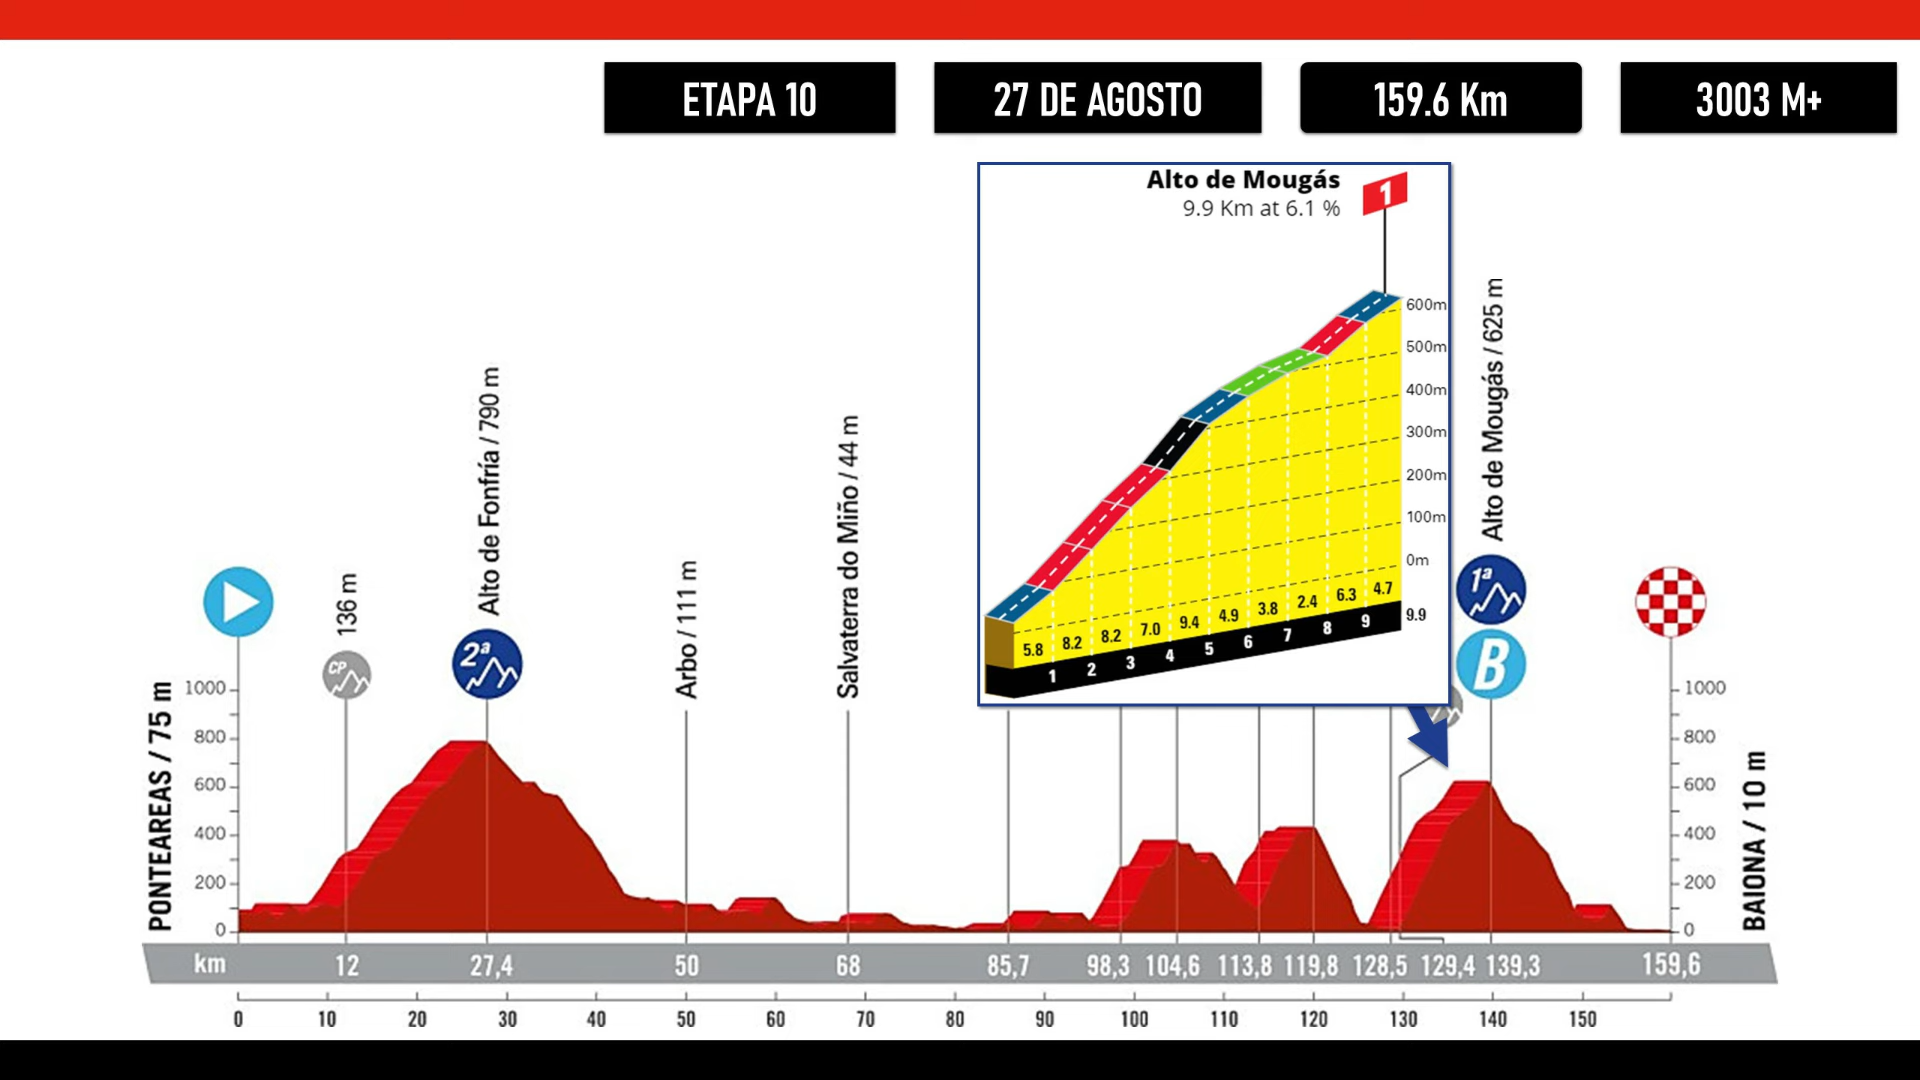 ETAPA 10
27 DE AGOSTO
159.6 Km
3003 M+
Alto de Mougás
9.9 Km at 6.1 %
1
600m
500m
400m
300m
200m
100m
0m
5.8 8.2 8.2 7.0 9.4 4.9 3.8 2.4 6.3 4.7
1 2 3 4 5 6 7 8 9 9.9
PONTEAREAS / 75 m
136 m
CP
Alto de Fonfría / 790 m
2ª
Arbo / 111 m
Salvaterra do Miño / 44 m
Alto de Mougás / 625 m
1ª
B
BAIONA / 10 m
1000
800
600
400
200
0
1000
800
600
400
200
0
km 12 27,4 50 68 85,7 98,3 104,6 113,8 119,8 128,5 129,4 139,3 159,6
0 10 20 30 40 50 60 70 80 90 100 110 120 130 140 150